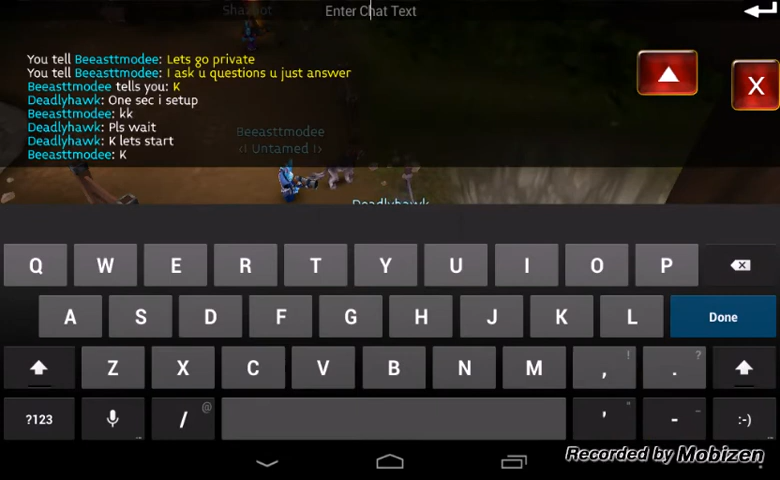 Enter Chat Text
You tell Beeasttmodee: Lets go private
You tell Beeasttmodee: I ask u questions u just answer
Beeasttmodee tells you: K
Deadlyhawk: One sec i setup
Beeasttmodee: kk
Deadlyhawk: Pls wait
Deadlyhawk: K lets start
Beeasttmodee: K
X
Beeasttmodee
<I Untamed I>
Deadlyhawk
Q W E R T Y U I O P
A S D F G H J K L Done
Z X C V B N M , ! . ?
?123 / @ ' " - _ :-)
Recorded by Mobizen